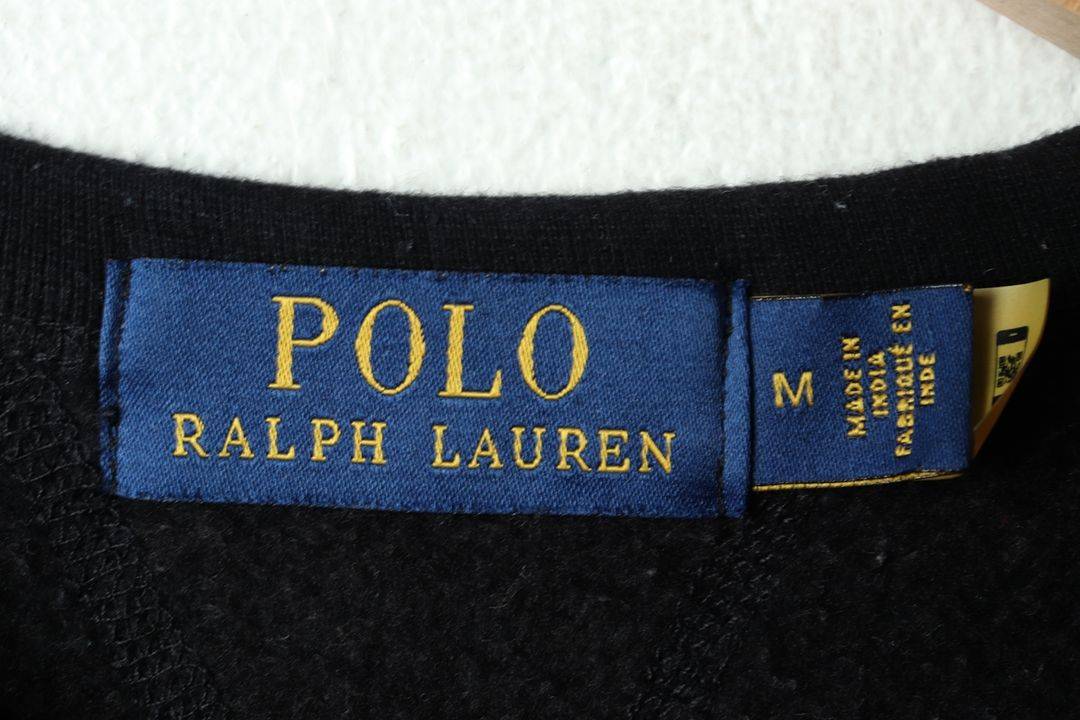 POLO
RALPH LAUREN
M
MADE IN
INDIA
FABRIQUÉ EN
INDE